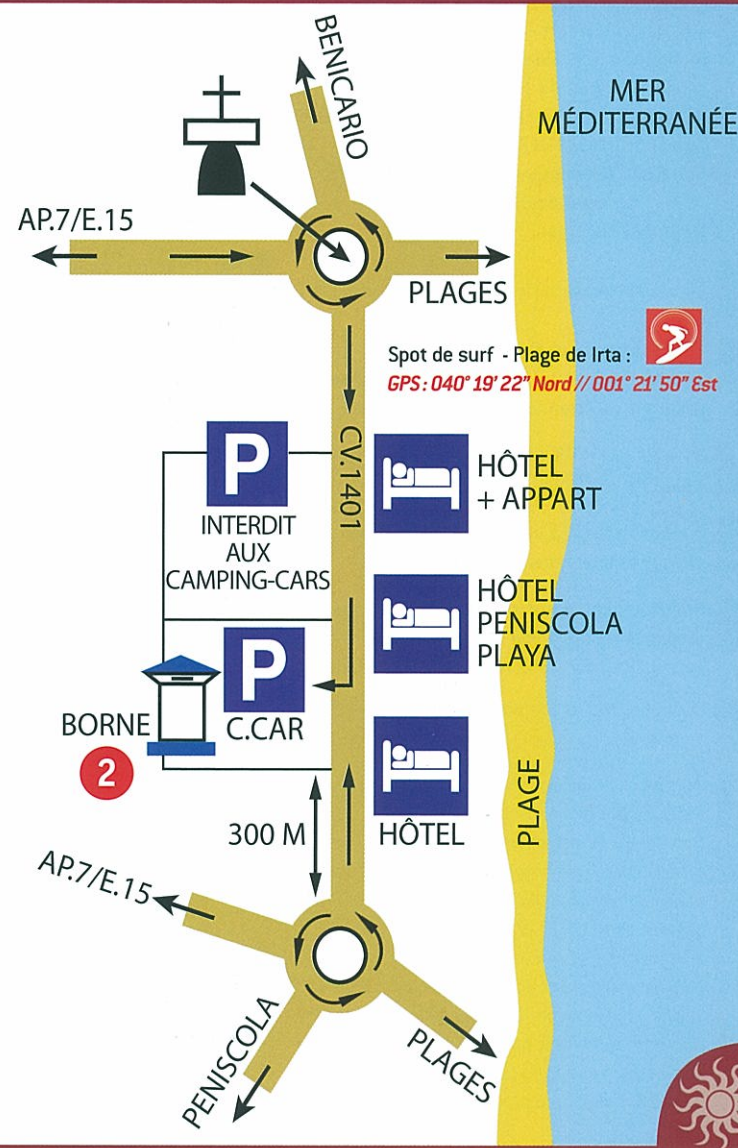 BENICARIO
MER
MÉDITERRANÉE
AP.7/E.15
PLAGES
Spot de surf - Plage de Irta :
GPS : 040° 19' 22" Nord // 001° 21' 50" Est
CV.1401
P
INTERDIT
AUX
CAMPING-CARS
HÔTEL
+ APPART
HÔTEL
PENISCOLA
PLAYA
P
C.CAR
BORNE
2
HÔTEL
PLAGE
300 M
AP.7/E.15
PENISCOLA
PLAGES